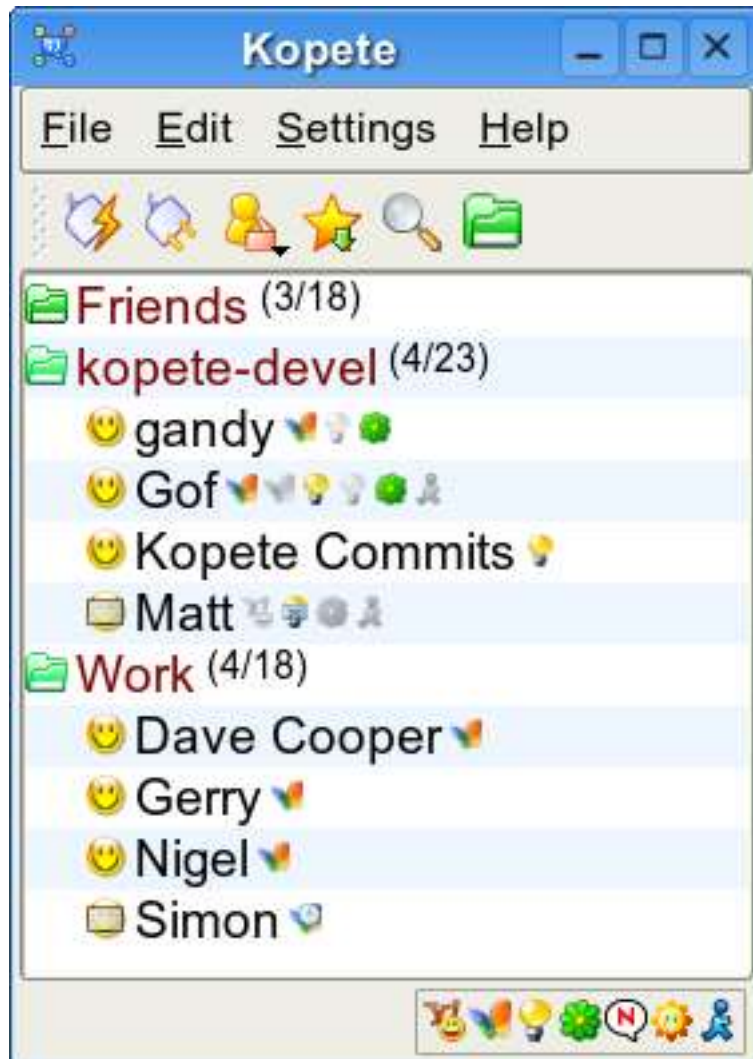 Kopete
File Edit Settings Help
Friends (3/18)
kopete-devel (4/23)
gandy
Gof
Kopete Commits
Matt
Work (4/18)
Dave Cooper
Gerry
Nigel
Simon
N